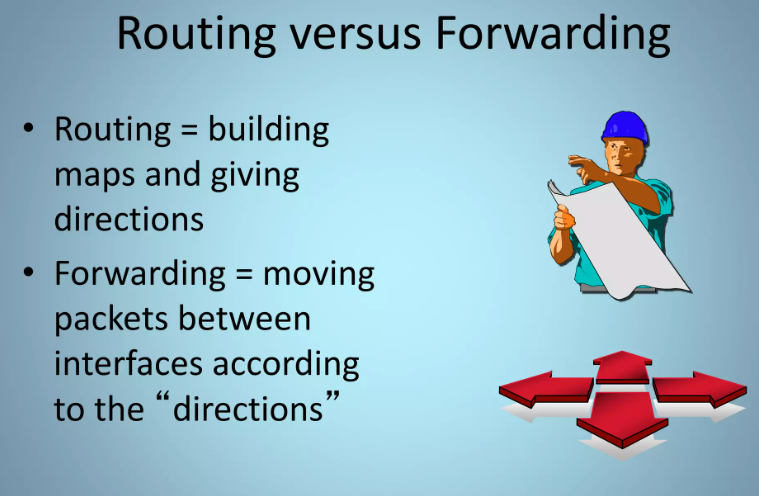 Routing versus Forwarding
• Routing = building
maps and giving
directions
• Forwarding = moving
packets between
interfaces according
to the “directions”